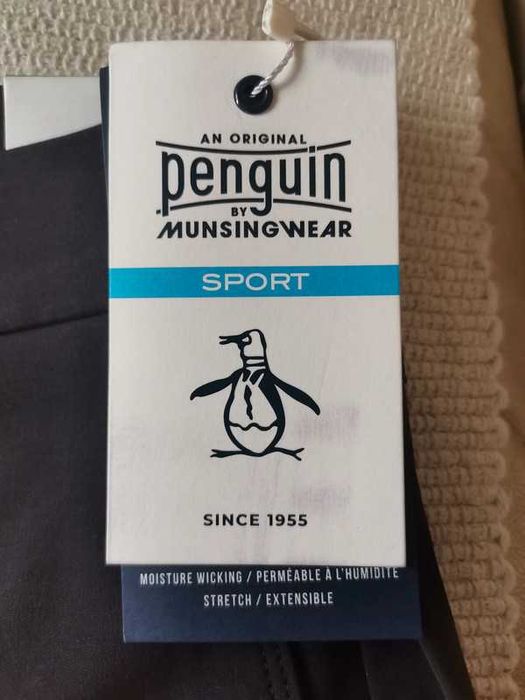 AN ORIGINAL
penguin
BY
MUNSINGWEAR
SPORT
SINCE 1955
MOISTURE WICKING / PERMÉABLE À L'HUMIDITÉ
STRETCH / EXTENSIBLE